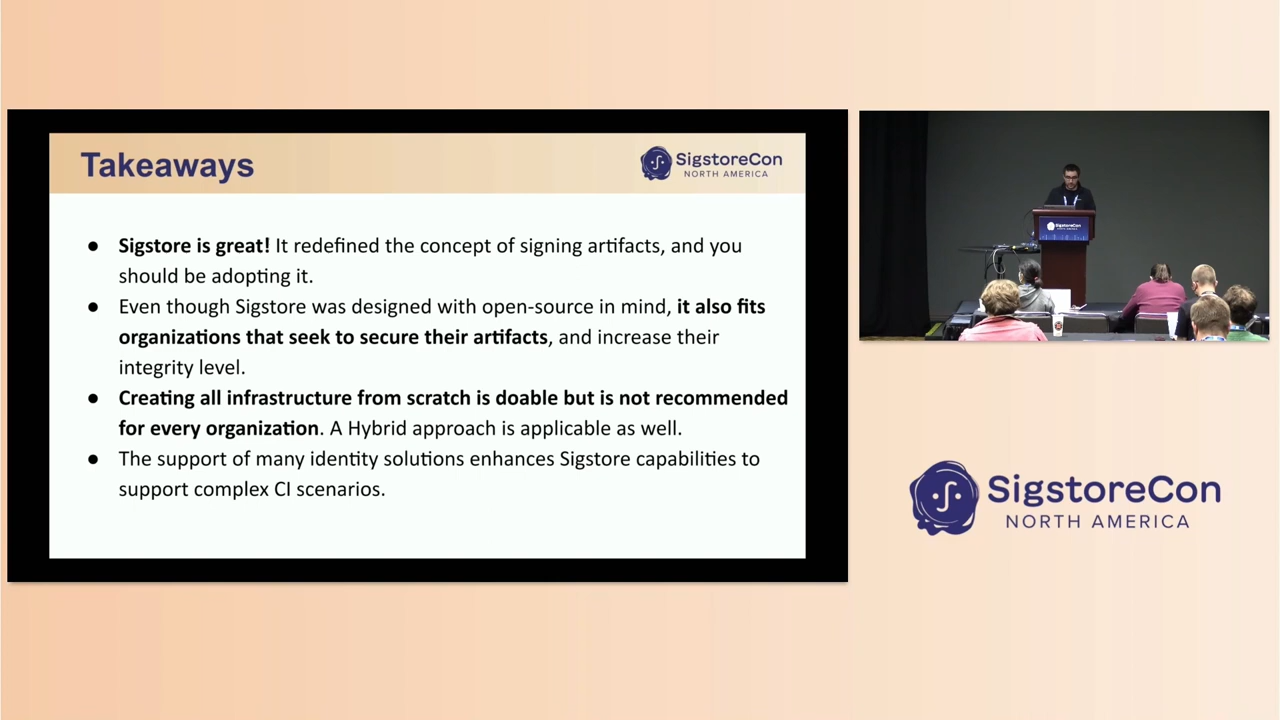 Takeaways
SigstoreCon
NORTH AMERICA
● Sigstore is great! It redefined the concept of signing artifacts, and you
should be adopting it.
● Even though Sigstore was designed with open-source in mind, it also fits
organizations that seek to secure their artifacts, and increase their
integrity level.
● Creating all infrastructure from scratch is doable but is not recommended
for every organization. A Hybrid approach is applicable as well.
● The support of many identity solutions enhances Sigstore capabilities to
support complex CI scenarios.
SigstoreCon
SigstoreCon
NORTH AMERICA